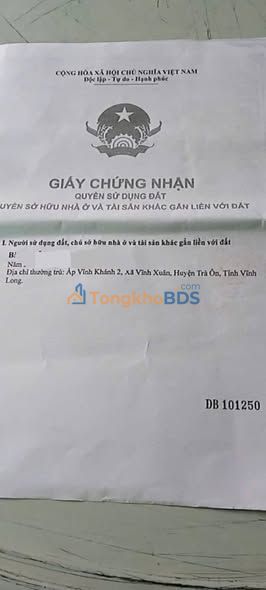 CỘNG HÒA XÃ HỘI CHỦ NGHĨA VIỆT NAM
Độc lập - Tự do - Hạnh phúc
GIẤY CHỨNG NHẬN
QUYỀN SỬ DỤNG ĐẤT
UYỀN SỞ HỮU NHÀ Ở VÀ TÀI SẢN KHÁC GẮN LIỀN VỚI ĐẤT
I. Người sử dụng đất, chủ sở hữu nhà ở và tài sản khác gắn liền với đất
B
Năm
Địa chỉ thường trú: Ấp Vĩnh Khánh 2, Xã Vĩnh Xuân, Huyện Trà Ôn, Tỉnh Vĩnh
Long.
TongkhoBDS.com
DB 101250